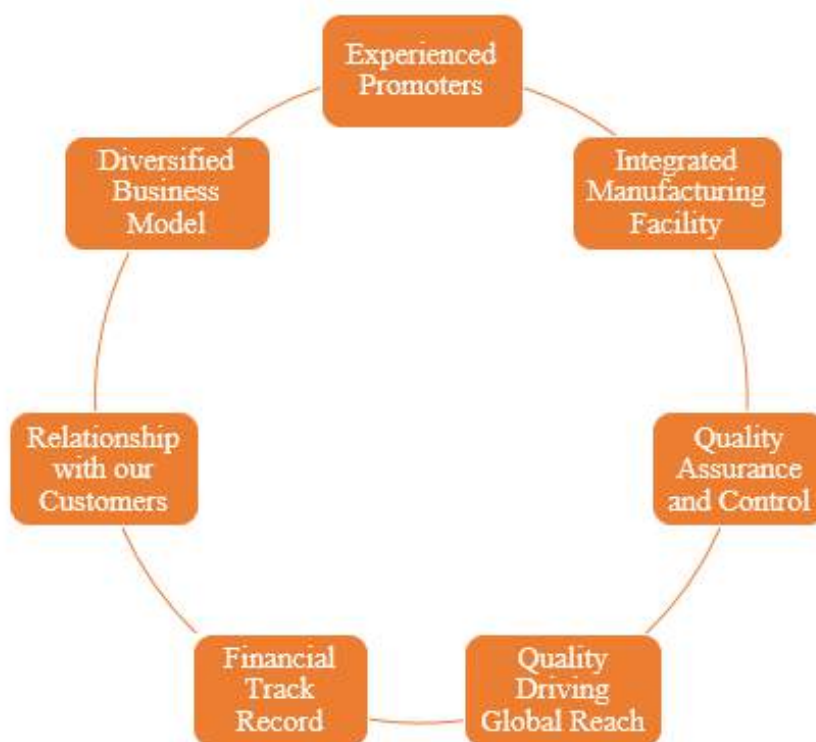 Experienced
Promoters
Integrated
Manufacturing
Facility
Quality
Assurance
and Control
Quality
Driving
Global Reach
Financial
Track
Record
Relationship
with our
Customers
Diversified
Business
Model